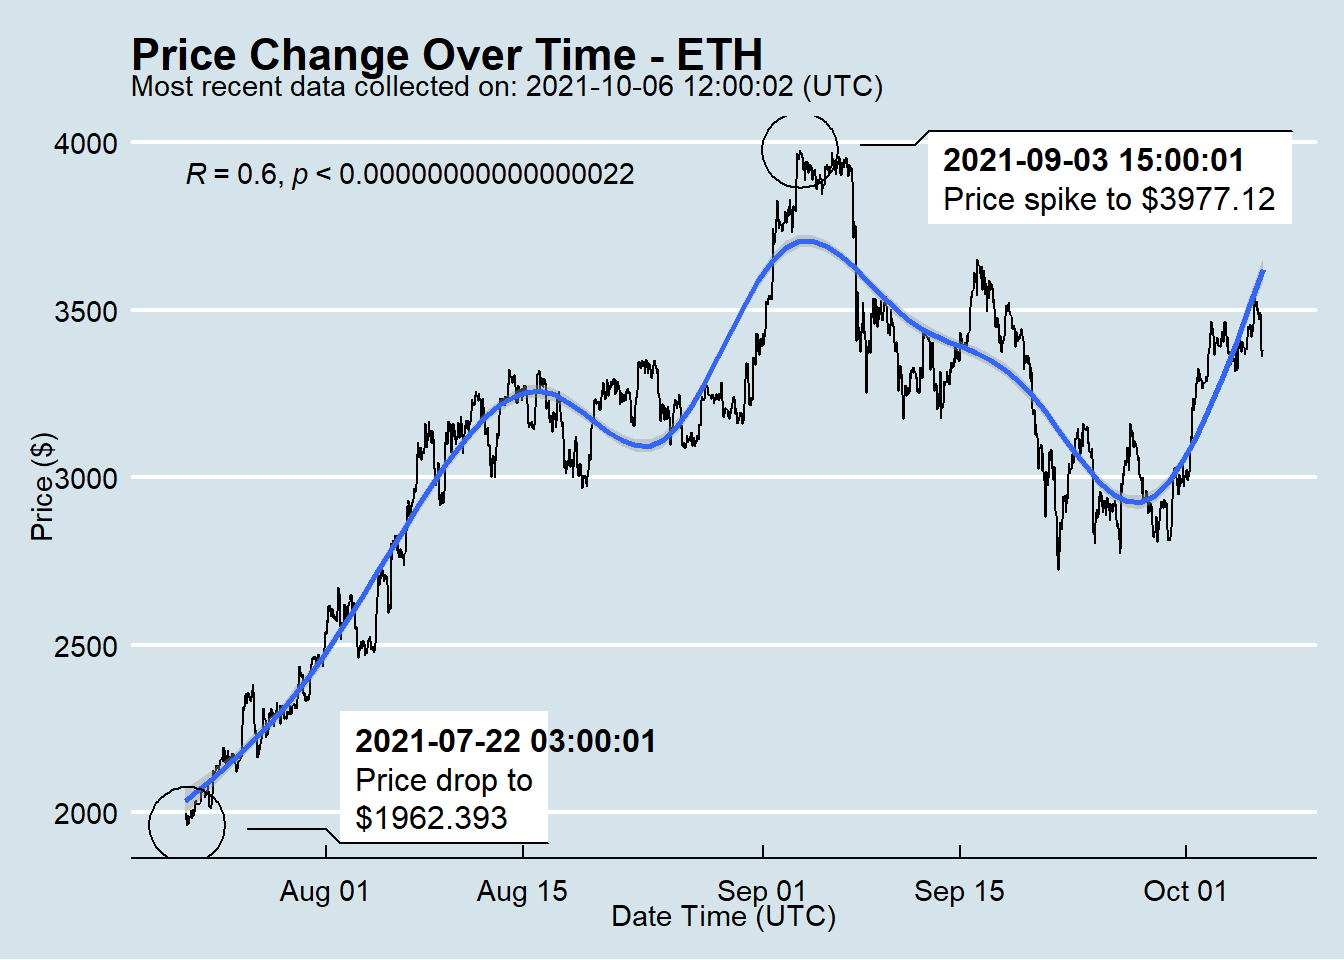 Price Change Over Time - ETH
Most recent data collected on: 2021-10-06 12:00:02 (UTC)
R = 0.6, p < 0.00000000000000022
2021-09-03 15:00:01
Price spike to $3977.12
2021-07-22 03:00:01
Price drop to
$1962.393
4000
3500
3000
2500
2000
Price ($)
Aug 01
Aug 15
Sep 01
Sep 15
Oct 01
Date Time (UTC)